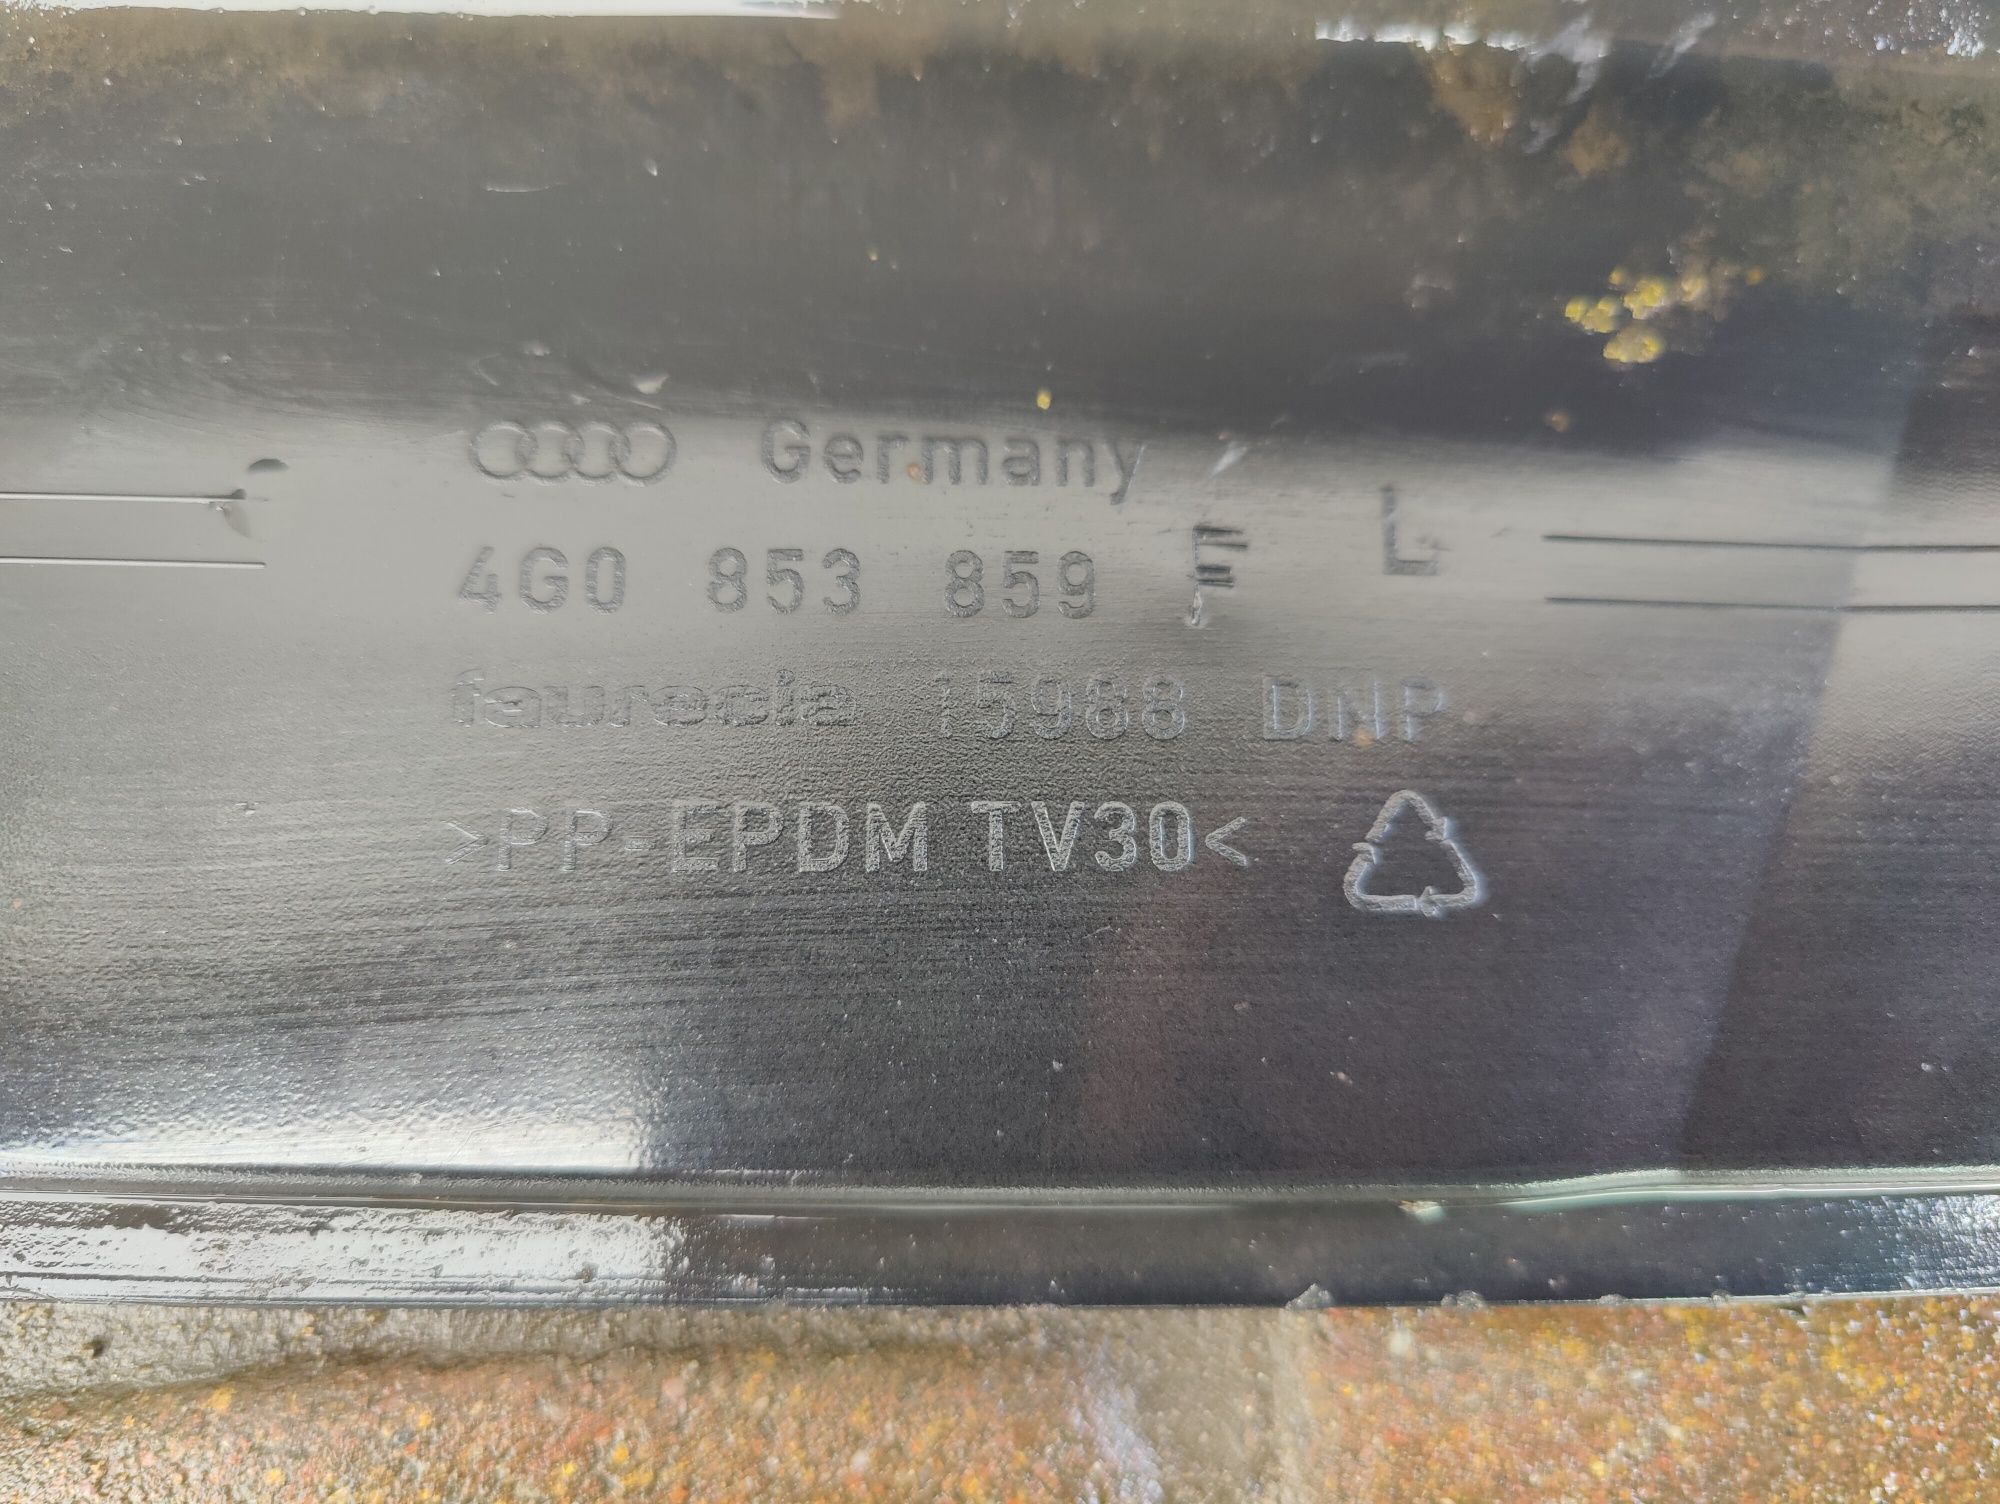 Germany
4G0 853 859 E L
faurecia 15988 DNP
>PP-EPDM TV30<